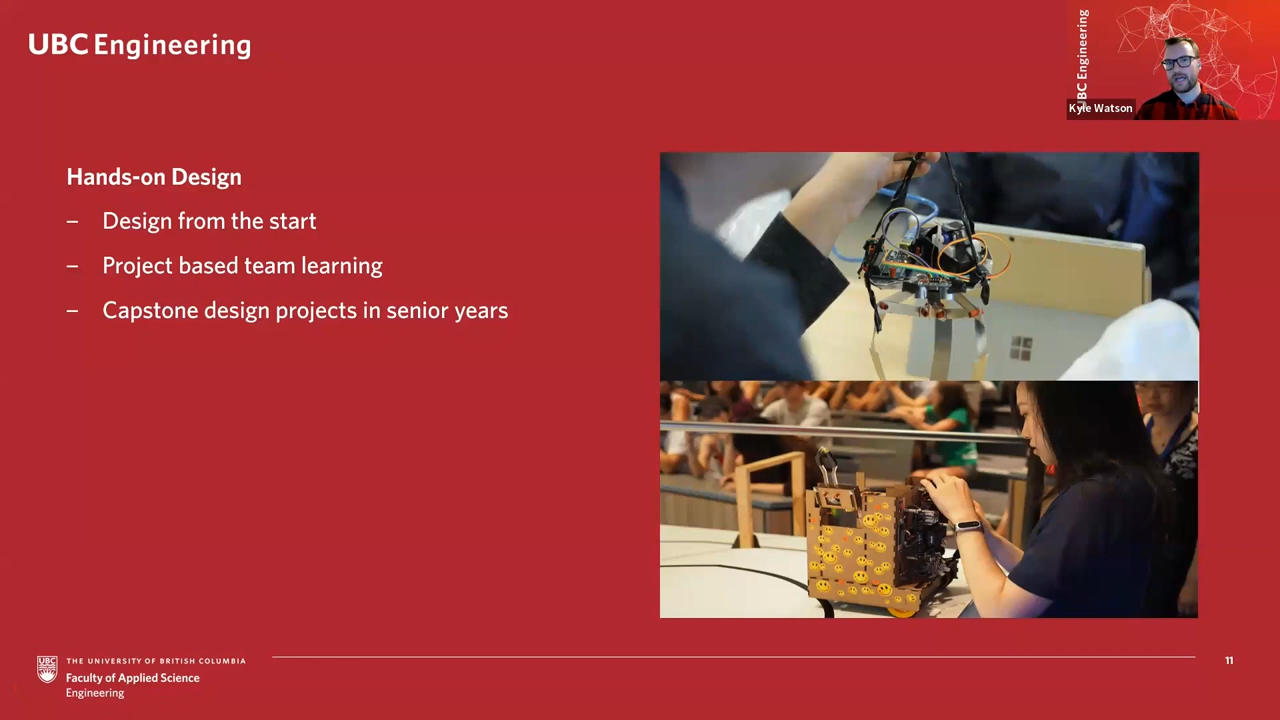 UBC Engineering
UBC Engineering
Kyle Watson
Hands-on Design
– Design from the start
– Project based team learning
– Capstone design projects in senior years
UBC
THE UNIVERSITY OF BRITISH COLUMBIA
Faculty of Applied Science
Engineering
11